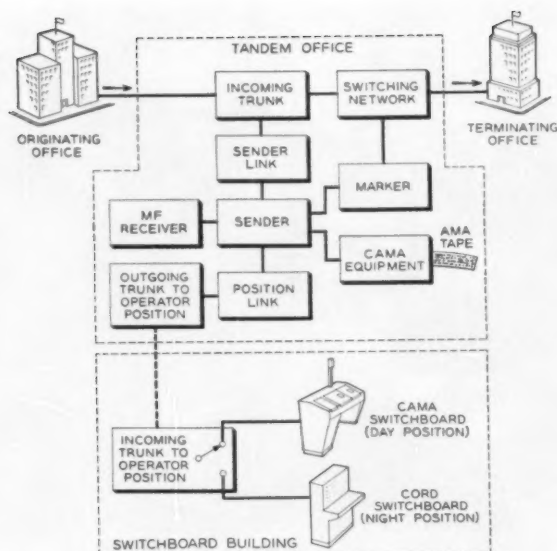 TANDEM OFFICE
ORIGINATING
OFFICE
INCOMING
TRUNK
SWITCHING
NETWORK
TERMINATING
OFFICE
SENDER
LINK
MARKER
MF
RECEIVER
SENDER
CAMA
EQUIPMENT
AMA
TAPE
OUTGOING
TRUNK TO
OPERATOR
POSITION
POSITION
LINK
INCOMING
TRUNK TO
OPERATOR
POSITION
CAMA
SWITCHBOARD
(DAY POSITION)
CORD
SWITCHBOARD
(NIGHT POSITION)
SWITCHBOARD BUILDING